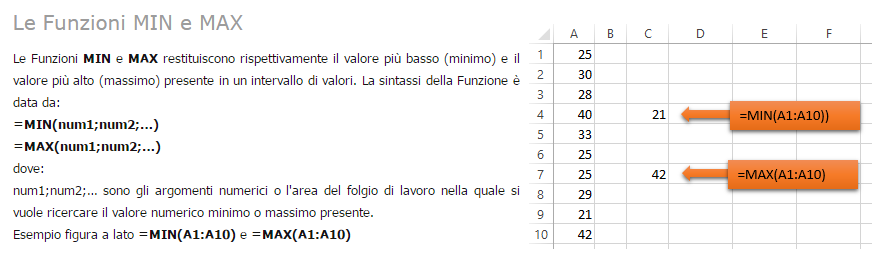 Le Funzioni MIN e MAX
Le Funzioni MIN e MAX restituiscono rispettivamente il valore più basso (minimo) e il
valore più alto (massimo) presente in un intervallo di valori. La sintassi della Funzione è
data da:
=MIN(num1;num2;...)
=MAX(num1;num2;...)
dove:
num1;num2;... sono gli argomenti numerici o l'area del folgio di lavoro nella quale si
vuole ricercare il valore numerico minimo o massimo presente.
Esempio figura a lato =MIN(A1:A10) e =MAX(A1:A10)
A B C D E F
1 25
2 30
3 28
4 40 21 =MIN(A1:A10))
5 33
6 25
7 25 42 =MAX(A1:A10)
8 29
9 21
10 42